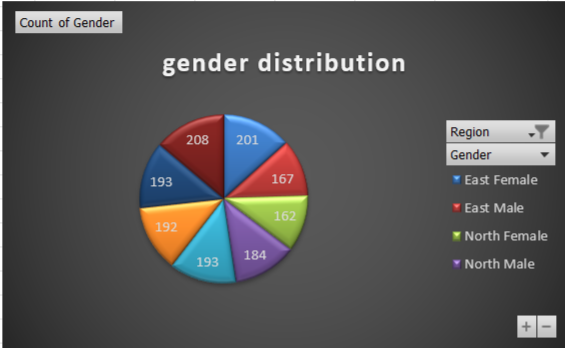 Count of Gender
gender distribution
208
201
193
167
162
192
193
184
Region
Gender
East Female
East Male
North Female
North Male
+ −